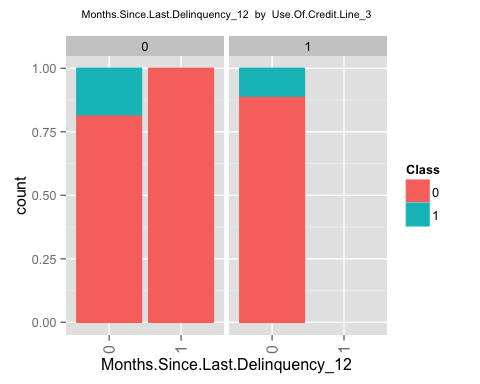 Months.Since.Last.Delinquency_12 by Use.Of.Credit.Line_3
0 1
1.00
0.75
0.50
0.25
0.00
count
0 1 0 1
Months.Since.Last.Delinquency_12
Class
0
1